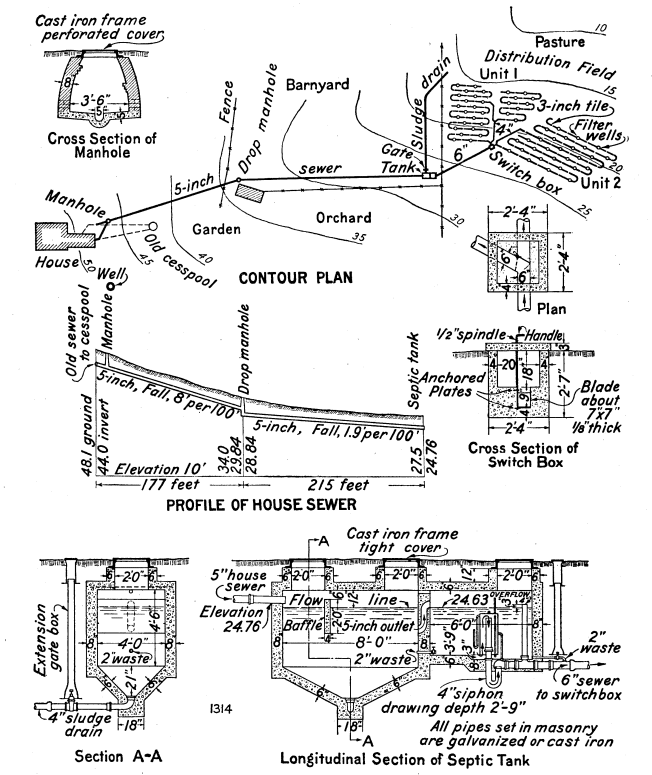 Cast iron frame
perforated cover
8"
3'-6"
5"
5"
Cross Section of
Manhole
Fence
Drop manhole
Barnyard
Sludge drain
Gate
Tank
sewer
5-inch
Manhole
House
Old cesspool
Garden
Orchard
50
45
40
35
30
25
20
15
10
Pasture
Distribution Field
Unit 1
3-inch tile
Filter
wells
4"
6"
Switch box
Unit 2
Well
CONTOUR PLAN
2'-4"
2'-4"
6"
6"
4"
Plan
Old sewer
to cesspool
Manhole
Drop manhole
Septic tank
5-inch, Fall, 8' per 100'
5-inch, Fall, 1.9' per 100'
48.1 ground
44.0 invert
Elevation 10'
34.0
29.84
28.84
27.5
24.76
177 feet
215 feet
PROFILE OF HOUSE SEWER
1/2" spindle
Handle
3"
4
20
18"
4
2'-7"
Anchored
Plates
9"
4
Blade
about
7"x7"
1/8" thick
2'-4"
Cross Section of
Switch Box
Extension
gate box
6" 2'-0" 6"
4'-6"
8"
4'-0"
8"
2" waste
21"
6"
6"
4" sludge
drain
18"
Section A-A
1314
A
Cast iron frame
tight cover
6" 2'-0" 6"
6" 2'-0" 6"
12"
2'-0"
6"
5" house
sewer
Elevation
24.76
Flow line
6"
12"
24.63
OVERFLOW
3"
Baffle
2'-0"
5-inch outlet
4"
8'-0"
8"
8"
2" waste
6'-0"
3'-9"
3"
6"
8"
8"
6"
6"
2"
waste
6" sewer
to switch box
4" siphon
drawing depth 2'-9"
18"
A
All pipes set in masonry
are galvanized or cast iron
Longitudinal Section of Septic Tank